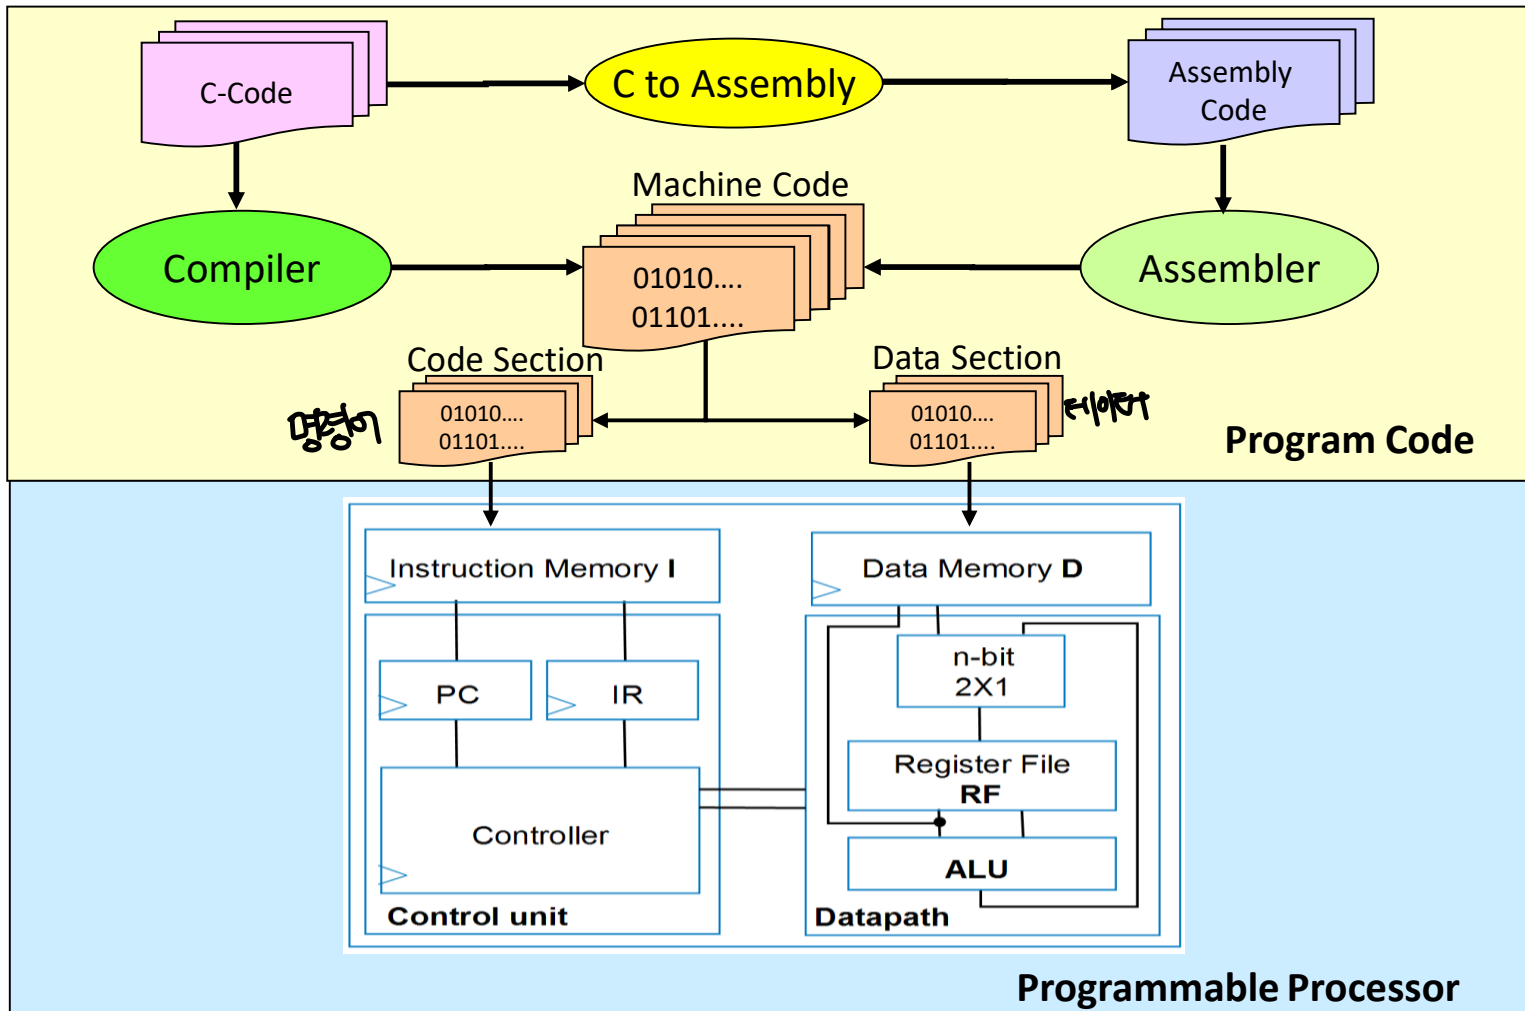 C-Code
C to Assembly
Assembly
Code
Machine Code
Compiler
01010....
01101....
Assembler
Code Section
Data Section
명령어
01010....
01101....
01010....
01101....
데이터
Program Code
Instruction Memory I
Data Memory D
PC
IR
n-bit
2X1
Register File
RF
Controller
ALU
Control unit
Datapath
Programmable Processor